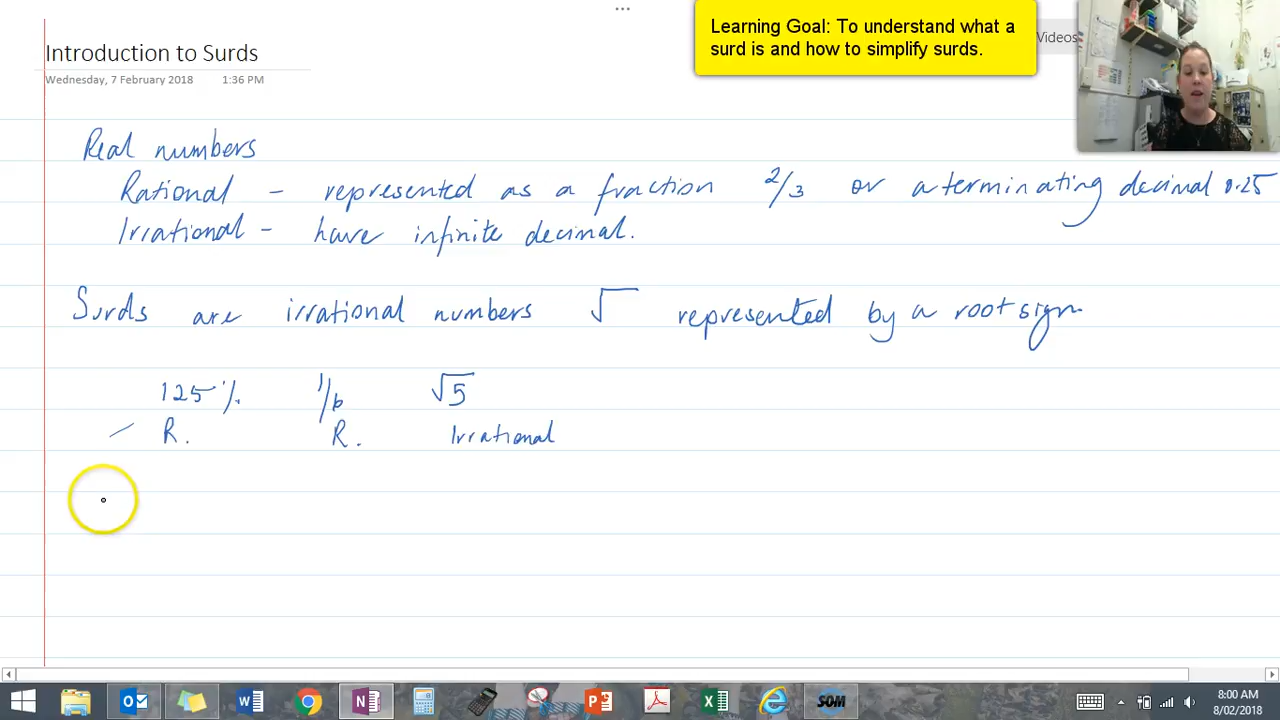 Learning Goal: To understand what a
surd is and how to simplify surds.
Videos
Introduction to Surds
Wednesday, 7 February 2018 1:36 PM
Real numbers
Rational - represented as a fraction 2/3 or a terminating decimal 0.25
Irrational - have infinite decimal.
Surds are irrational numbers √ represented by a root sign.
125% 1/6 √5
R. R. Irrational
8:00 AM
8/02/2018